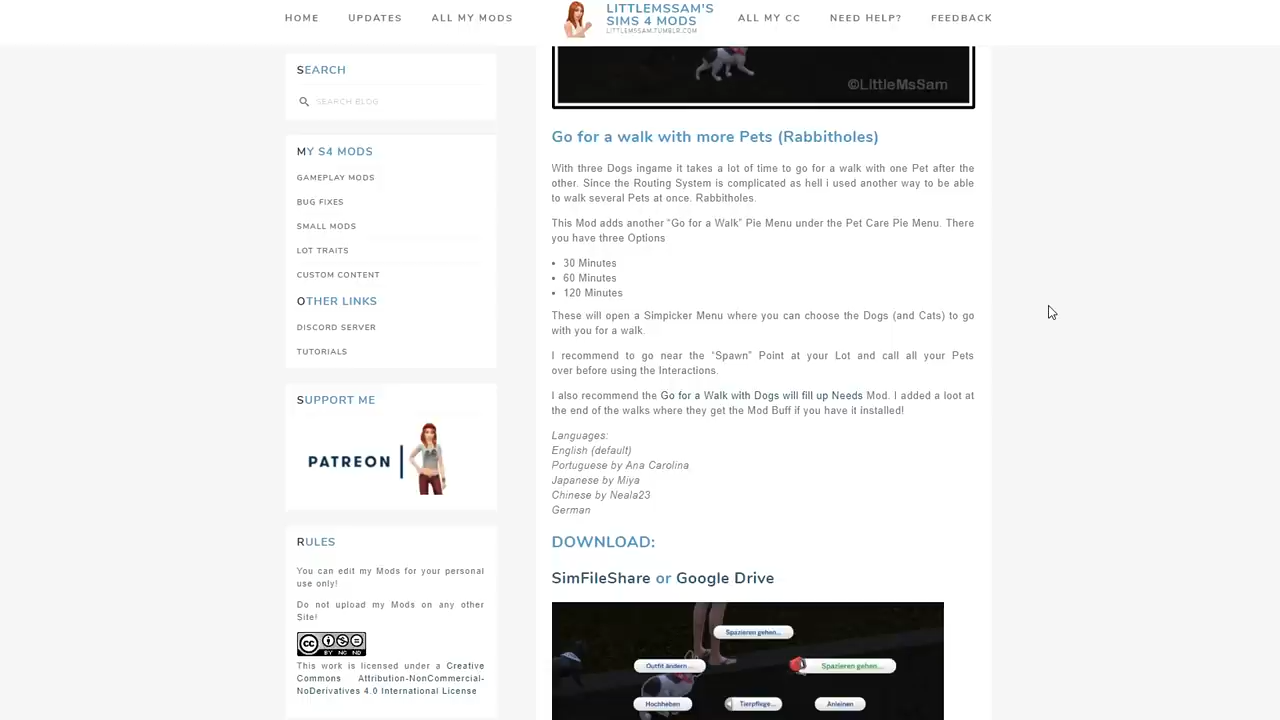 HOME UPDATES ALL MY MODS
LITTLEMSSAM'S
SIMS 4 MODS
LITTLEMSSAM.TUMBLR.COM
ALL MY CC NEED HELP? FEEDBACK
SEARCH
SEARCH BLOG
MY S4 MODS
GAMEPLAY MODS
BUG FIXES
SMALL MODS
LOT TRAITS
CUSTOM CONTENT
OTHER LINKS
DISCORD SERVER
TUTORIALS
SUPPORT ME
PATREON
RULES
You can edit my Mods for your personal
use only!
Do not upload my Mods on any other
Site!
CC BY NC ND
This work is licensed under a Creative
Commons Attribution-NonCommercial-
NoDerivatives 4.0 International License
©LittleMsSam
Go for a walk with more Pets (Rabbitholes)
With three Dogs ingame it takes a lot of time to go for a walk with one Pet after the
other. Since the Routing System is complicated as hell i used another way to be able
to walk several Pets at once. Rabbitholes.
This Mod adds another “Go for a Walk” Pie Menu under the Pet Care Pie Menu. There
you have three Options
• 30 Minutes
• 60 Minutes
• 120 Minutes
These will open a Simpicker Menu where you can choose the Dogs (and Cats) to go
with you for a walk.
I recommend to go near the “Spawn” Point at your Lot and call all your Pets
over before using the Interactions.
I also recommend the Go for a Walk with Dogs will fill up Needs Mod. I added a loot at
the end of the walks where they get the Mod Buff if you have it installed!
Languages:
English (default)
Portuguese by Ana Carolina
Japanese by Miya
Chinese by Neala23
German
DOWNLOAD:
SimFileShare or Google Drive
Spazieren gehen...
Outfit ändern... Spazieren gehen...
Hochheben Tierpflege... Anleinen